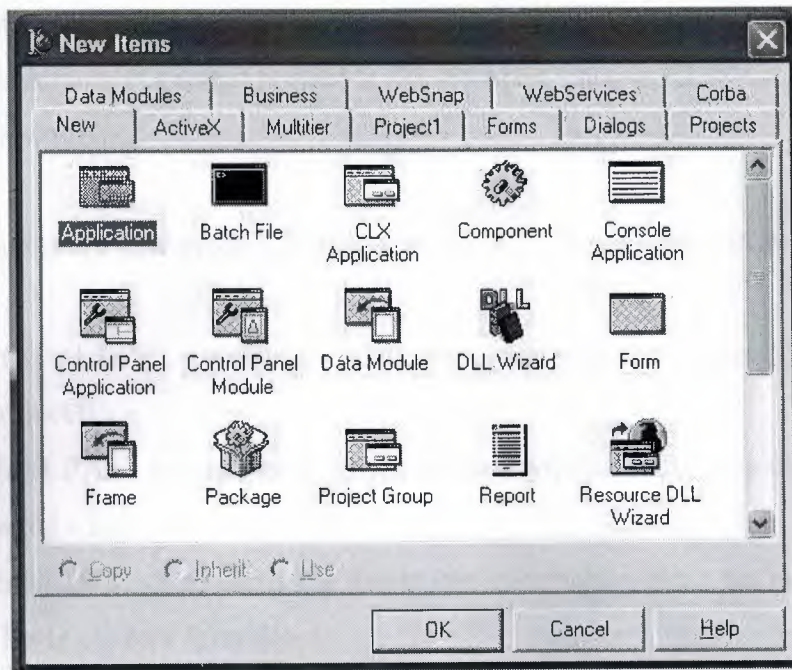 New Items
Data Modules Business WebSnap WebServices Corba
New ActiveX Multitier Project1 Forms Dialogs Projects
Application Batch File CLX Application Component Console Application
Control Panel Application Control Panel Module Data Module DLL Wizard Form
Frame Package Project Group Report Resource DLL Wizard
Copy Inherit Use
OK Cancel Help